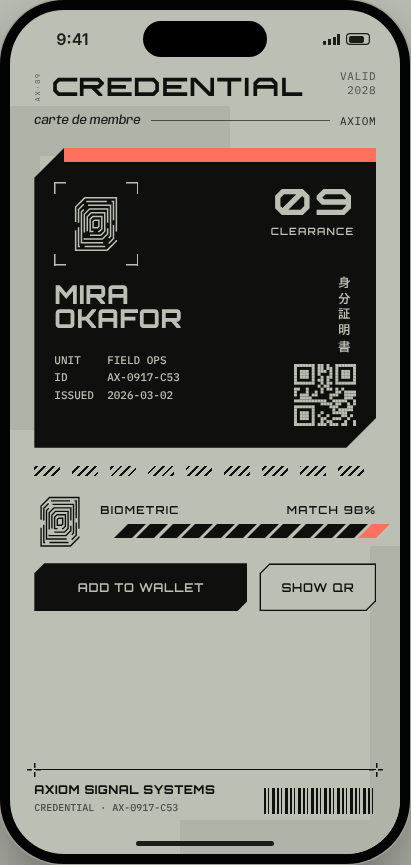 9:41
AX·09
CREDENTIAL
VALID
2028
carte de membre
AXIOM
09
CLEARANCE
MIRA
OKAFOR
身分証明書
UNIT FIELD OPS
ID AX-0917-C53
ISSUED 2026-03-02
BIOMETRIC MATCH 98%
ADD TO WALLET
SHOW QR
AXIOM SIGNAL SYSTEMS
CREDENTIAL · AX-0917-C53